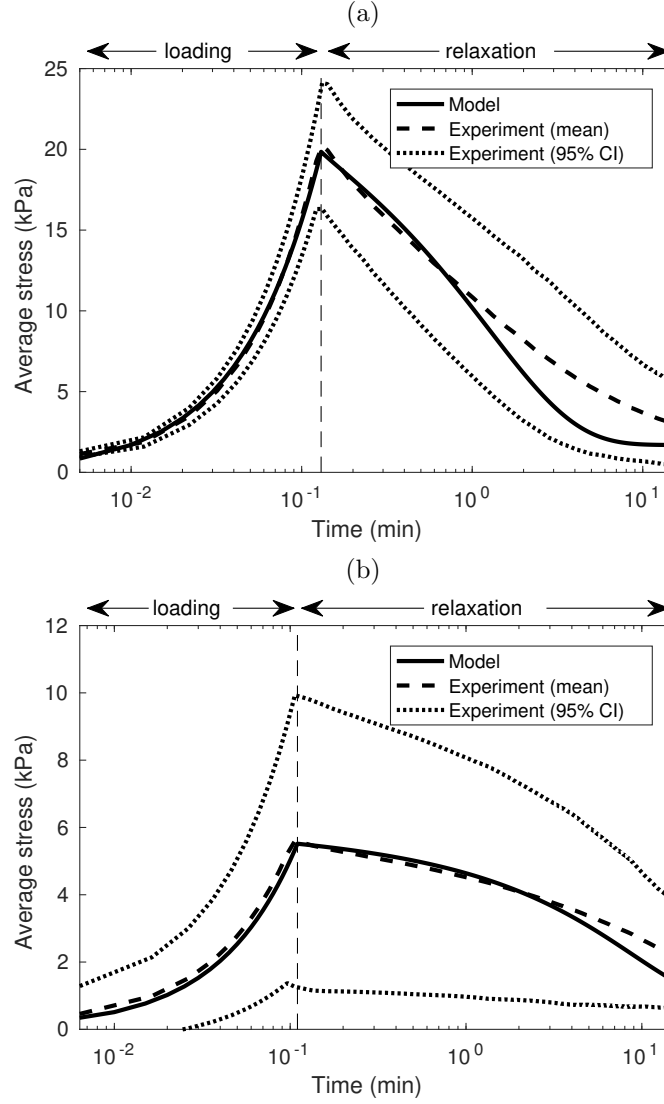 (a)
loading relaxation
25
20
15
10
5
0
Average stress (kPa)
Model
Experiment (mean)
Experiment (95% CI)
10^-2 10^-1 10^0 10^1
Time (min)
(b)
loading relaxation
12
10
8
6
4
2
0
Average stress (kPa)
Model
Experiment (mean)
Experiment (95% CI)
10^-2 10^-1 10^0 10^1
Time (min)